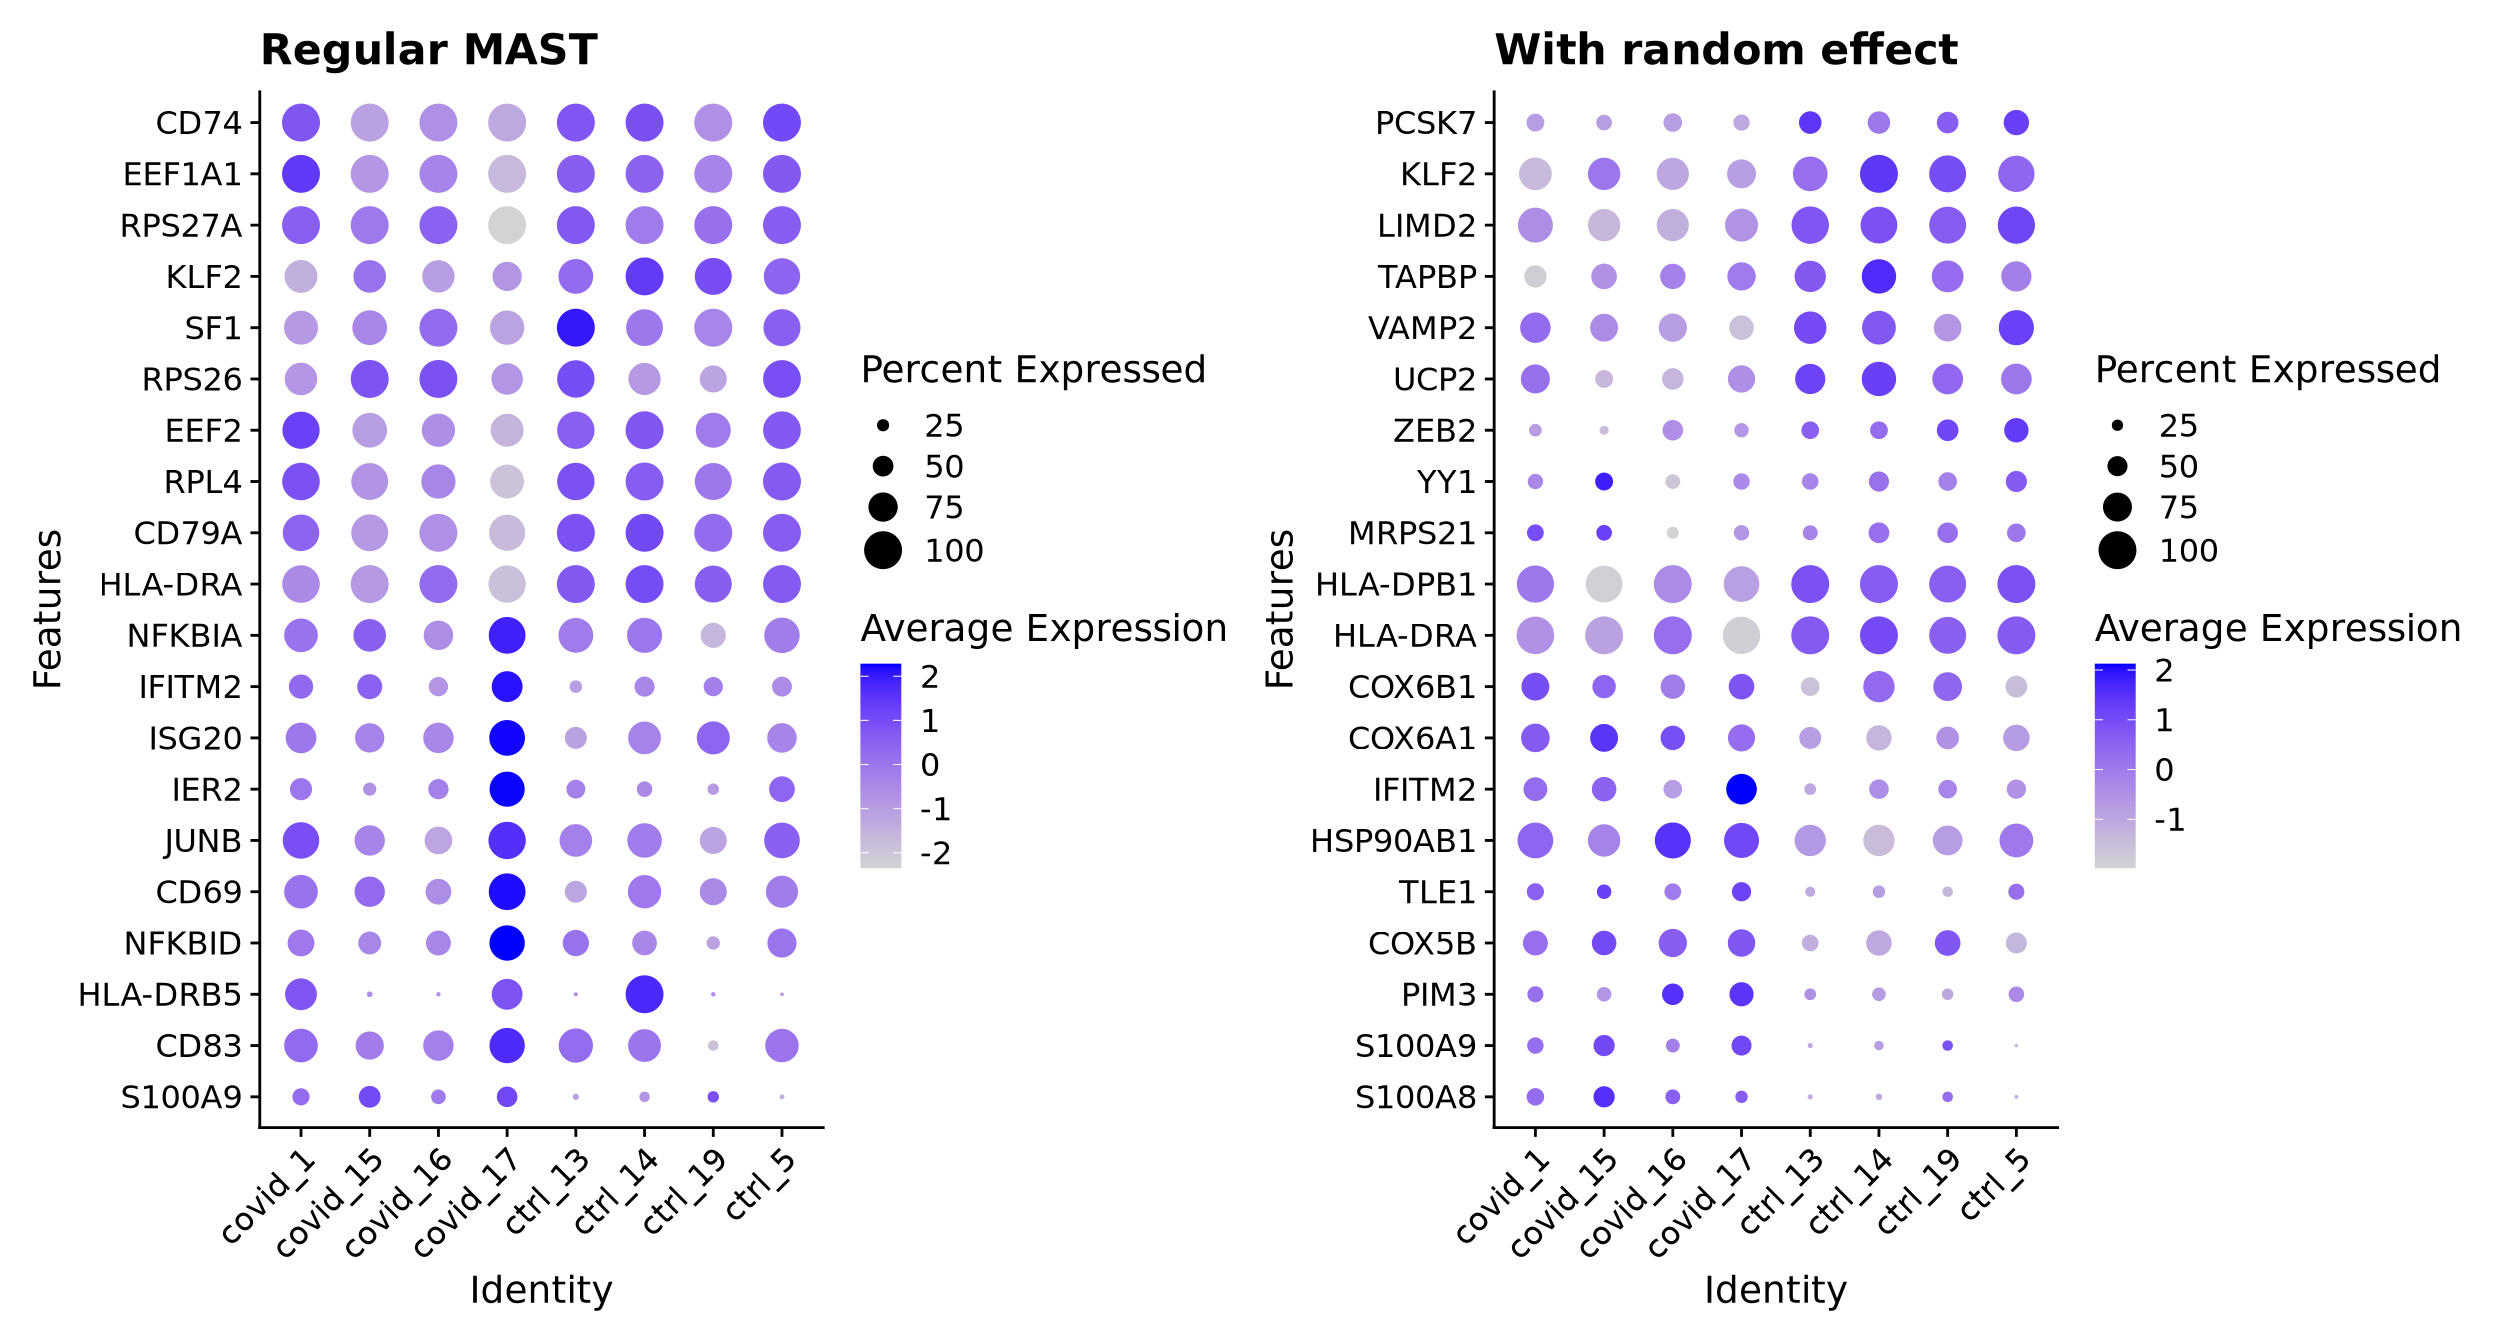 Regular MAST
Features
CD74
EEF1A1
RPS27A
KLF2
SF1
RPS26
EEF2
RPL4
CD79A
HLA-DRA
NFKBIA
IFITM2
ISG20
IER2
JUNB
CD69
NFKBID
HLA-DRB5
CD83
S100A9
covid_1
covid_15
covid_16
covid_17
ctrl_13
ctrl_14
ctrl_19
ctrl_5
Identity
Percent Expressed
25
50
75
100
Average Expression
2
1
0
-1
-2
With random effect
Features
PCSK7
KLF2
LIMD2
TAPBP
VAMP2
UCP2
ZEB2
YY1
MRPS21
HLA-DPB1
HLA-DRA
COX6B1
COX6A1
IFITM2
HSP90AB1
TLE1
COX5B
PIM3
S100A9
S100A8
covid_1
covid_15
covid_16
covid_17
ctrl_13
ctrl_14
ctrl_19
ctrl_5
Identity
Percent Expressed
25
50
75
100
Average Expression
2
1
0
-1